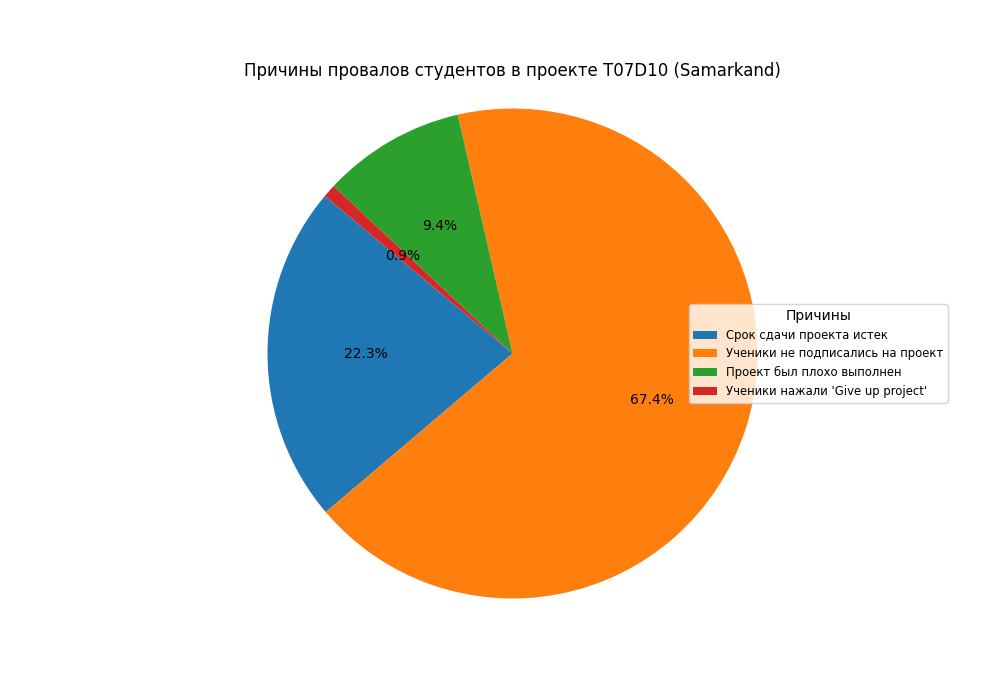 Причины провалов студентов в проекте T07D10 (Samarkand)
9.4%
0.9%
22.3%
67.4%
Причины
Срок сдачи проекта истек
Ученики не подписались на проект
Проект был плохо выполнен
Ученики нажали 'Give up project'